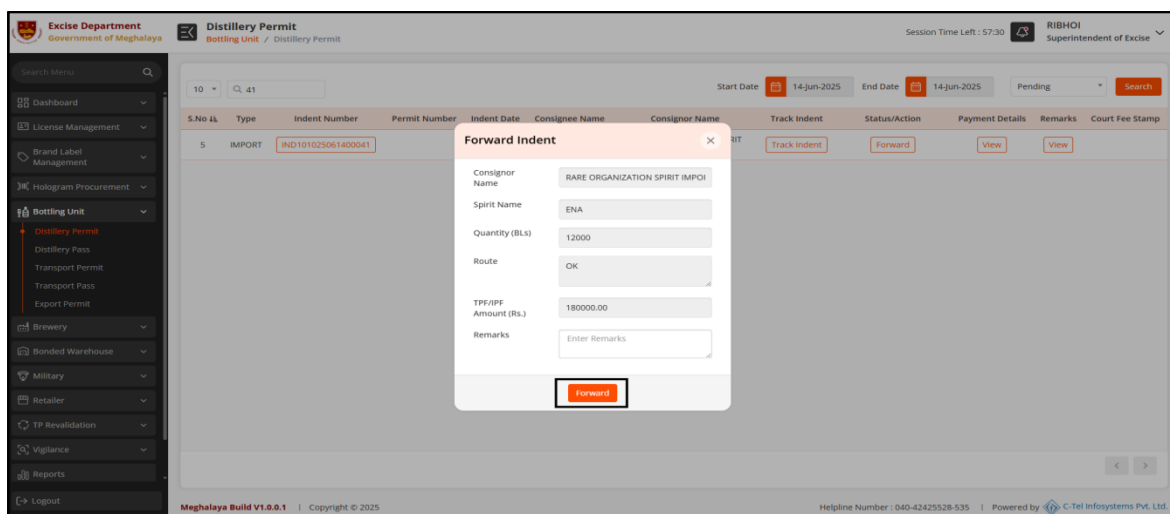 Excise Department
Government of Meghalaya
Distillery Permit
Bottling Unit / Distillery Permit
Session Time Left : 57:30
RIBHOI
Superintendent of Excise
Search Menu
Dashboard
License Management
Brand Label
Management
Hologram Procurement
Bottling Unit
Distillery Permit
Distillery Pass
Transport Permit
Transport Pass
Export Permit
Brewery
Bonded Warehouse
Military
Retailer
TP Revalidation
Vigilance
Reports
Logout
10 41 Start Date 14-Jun-2025 End Date 14-Jun-2025 Pending Search
S.No Type Indent Number Permit Number Indent Date Consignee Name Consignor Name Track Indent Status/Action Payment Details Remarks Court Fee Stamp
5 IMPORT IND101025061400041 RIT Track Indent Forward View View
Forward Indent
Consignor
Name
RARE ORGANIZATION SPIRIT IMPOI
Spirit Name ENA
Quantity (BLs) 12000
Route OK
TPF/IPF
Amount (Rs.)
180000.00
Remarks Enter Remarks
Forward
Meghalaya Build V1.0.0.1 | Copyright © 2025 Helpline Number : 040-42425528-535 | Powered by C-Tel Infosystems Pvt. Ltd.